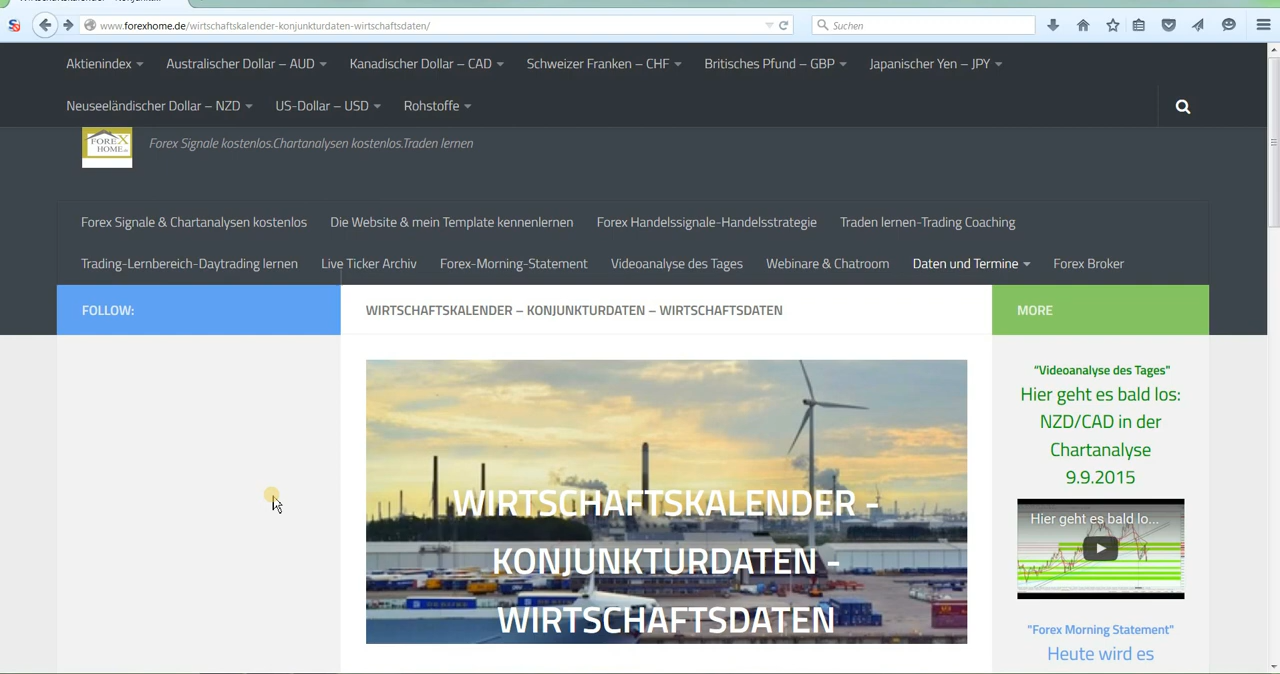 www.forexhome.de/wirtschaftskalender-konjunkturdaten-wirtschaftsdaten/
Suchen
Aktienindex Australischer Dollar – AUD Kanadischer Dollar – CAD Schweizer Franken – CHF Britisches Pfund – GBP Japanischer Yen – JPY
Neuseeländischer Dollar – NZD US-Dollar – USD Rohstoffe
FOREX
HOME
Forex Signale kostenlos.Chartanalysen kostenlos.Traden lernen
Forex Signale & Chartanalysen kostenlos Die Website & mein Template kennenlernen Forex Handelssignale-Handelsstrategie Traden lernen-Trading Coaching
Trading-Lernbereich-Daytrading lernen Live Ticker Archiv Forex-Morning-Statement Videoanalyse des Tages Webinare & Chatroom Daten und Termine Forex Broker
FOLLOW:
WIRTSCHAFTSKALENDER – KONJUNKTURDATEN – WIRTSCHAFTSDATEN
MORE
WIRTSCHAFTSKALENDER -
KONJUNKTURDATEN -
WIRTSCHAFTSDATEN
"Videoanalyse des Tages"
Hier geht es bald los:
NZD/CAD in der
Chartanalyse
9.9.2015
Hier geht es bald lo...
"Forex Morning Statement"
Heute wird es